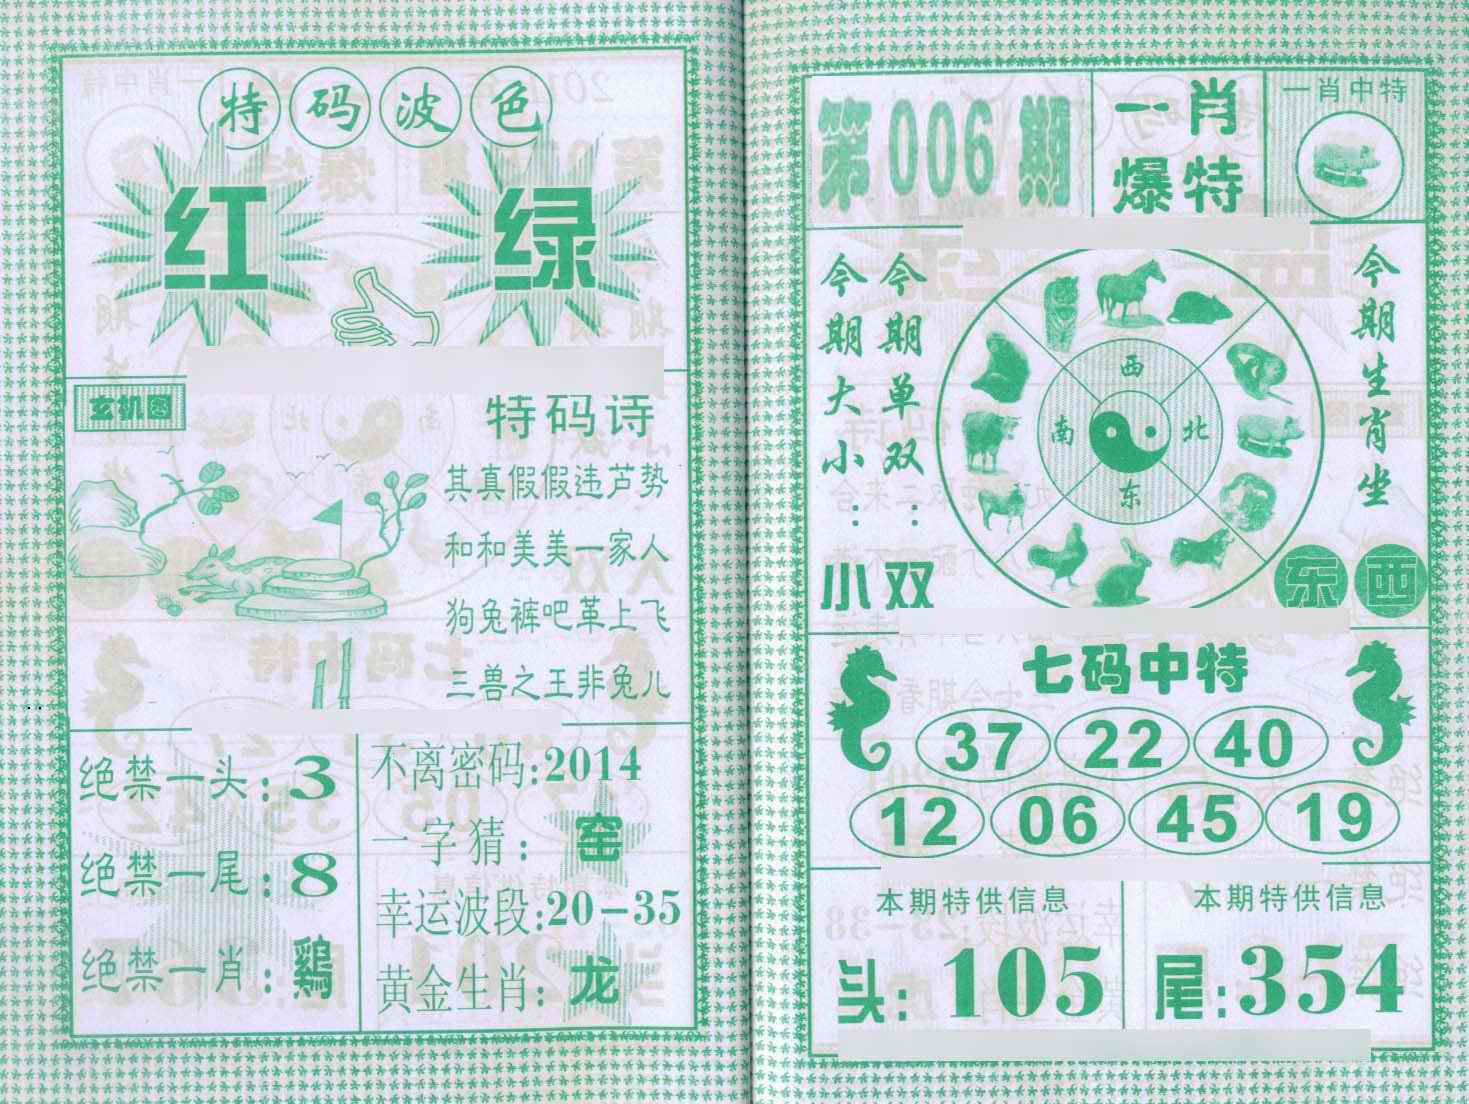 特码波色
红 绿
玄机图
特码诗
其真假假违芦势
和和美美一家人
狗兔裤吧革上飞
三兽之王非兔儿
绝禁一头:3
绝禁一尾:8
绝禁一肖:鷄
不离密码:2014
一字猜:窑
幸运波段:20-35
黄金生肖:龙
第006期
一肖
爆特
一肖中特
今期大小:小
今期单双:双
西
南 北
东
今期生肖坐
东西
七码中特
37 22 40
12 06 45 19
本期特供信息
头:105
本期特供信息
尾:354